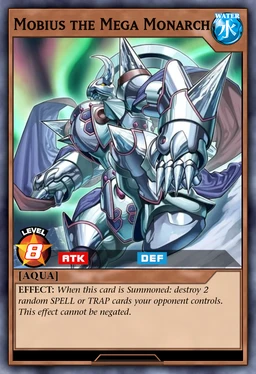 MOBIUS THE MEGA MONARCH
WATER
水
LEVEL
8
ATK
DEF
[AQUA]
EFFECT: When this card is Summoned: destroy 2
random SPELL or TRAP cards your opponent controls.
This effect cannot be negated.